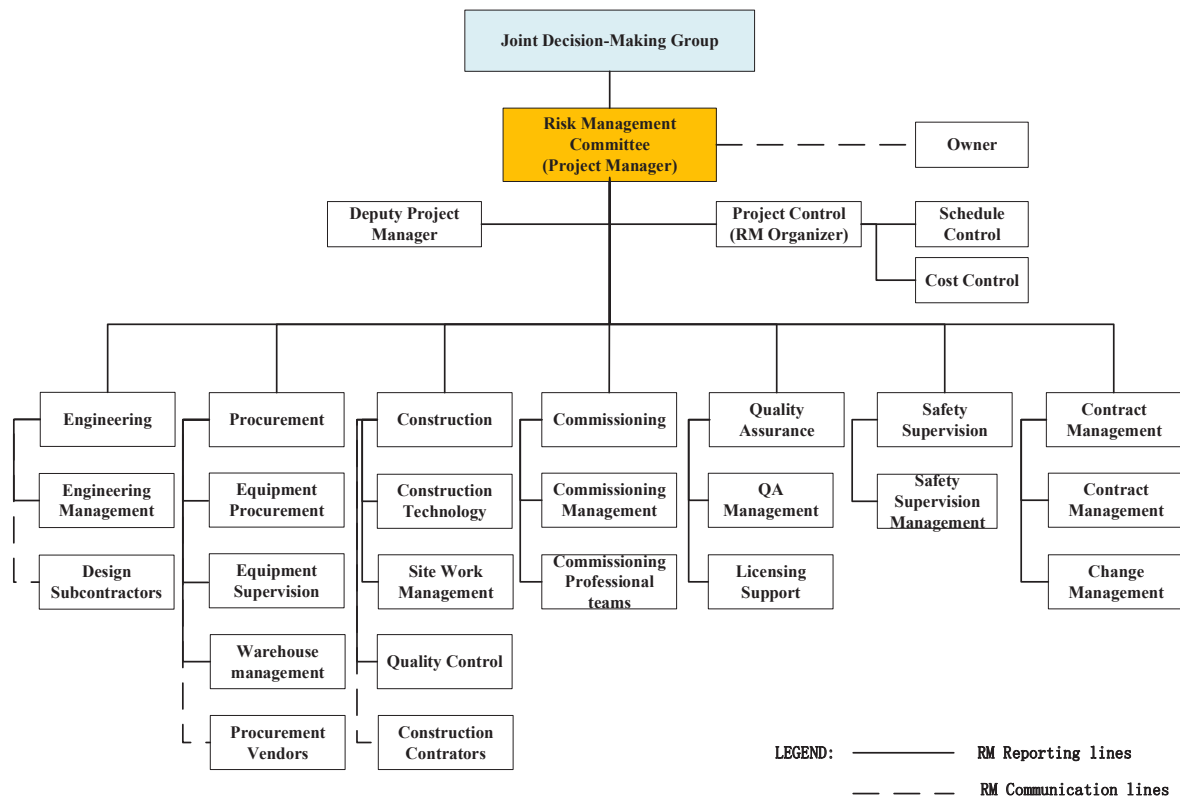 Joint Decision-Making Group
Risk Management
Committee
(Project Manager)
Owner
Deputy Project
Manager
Project Control
(RM Organizer)
Schedule
Control
Cost Control
Engineering
Procurement
Construction
Commissioning
Quality
Assurance
Safety
Supervision
Contract
Management
Engineering
Management
Equipment
Procurement
Construction
Technology
Commissioning
Management
QA
Management
Safety
Supervision
Management
Contract
Management
Design
Subcontractors
Equipment
Supervision
Site Work
Management
Commissioning
Professional
teams
Licensing
Support
Change
Management
Warehouse
management
Quality Control
Procurement
Vendors
Construction
Contrators
LEGEND:
RM Reporting lines
RM Communication lines